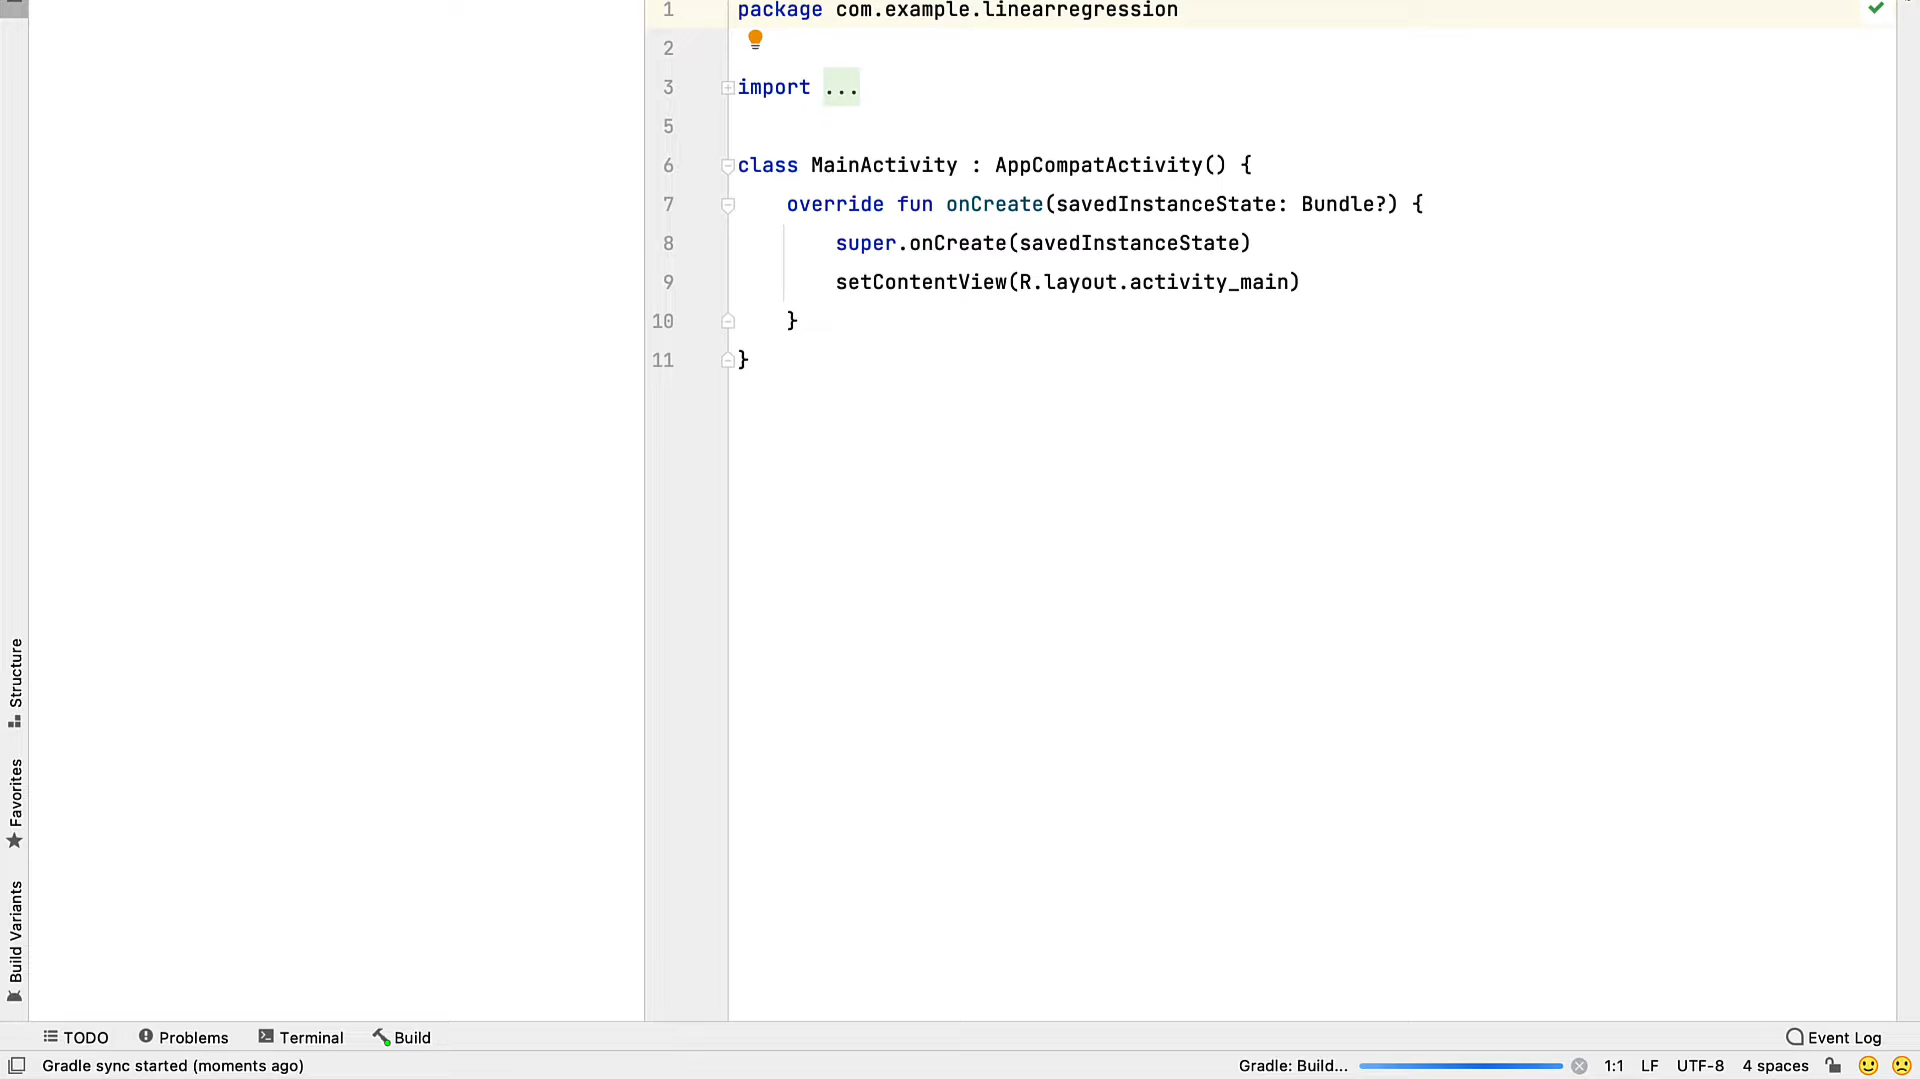 1 package com.example.linearregression
2
3 import ...
5
6 class MainActivity : AppCompatActivity() {
7 override fun onCreate(savedInstanceState: Bundle?) {
8 super.onCreate(savedInstanceState)
9 setContentView(R.layout.activity_main)
10 }
11 }
Structure
Favorites
Build Variants
TODO Problems Terminal Build Event Log
Gradle sync started (moments ago) Gradle: Build... 1:1 LF UTF-8 4 spaces